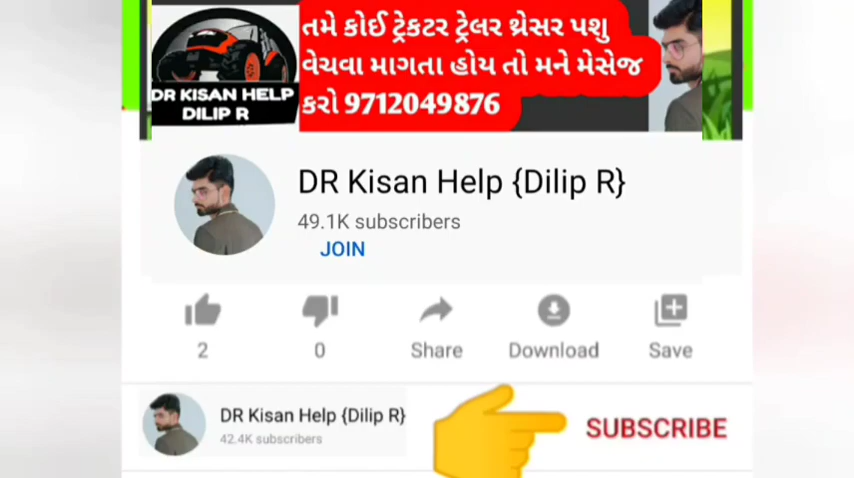 DR KISAN HELP
DILIP R
તમે કોઈ ટ્રેકટર ટ્રેલર થ્રેસર પશુ
વેચવા માગતા હોય તો મને મેસેજ
કરો 9712049876
DR Kisan Help {Dilip R}
49.1K subscribers
JOIN
2
0
Share
Download
Save
DR Kisan Help {Dilip R}
42.4K subscribers
SUBSCRIBE